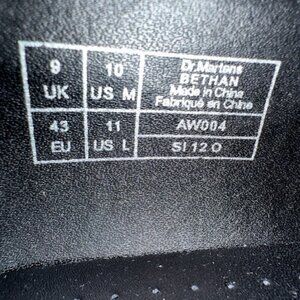 9
UK
10
US M
Dr.Martens
BETHAN
Made in China
Fabriqué en Chine
43
EU
11
US L
AW004
SI 12 O